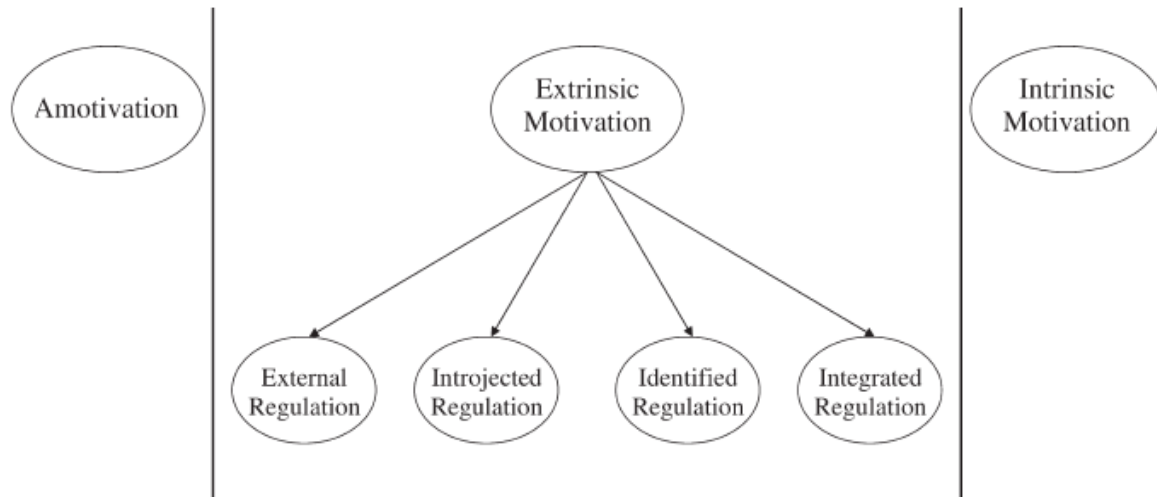 Amotivation
Extrinsic
Motivation
Intrinsic
Motivation
External
Regulation
Introjected
Regulation
Identified
Regulation
Integrated
Regulation